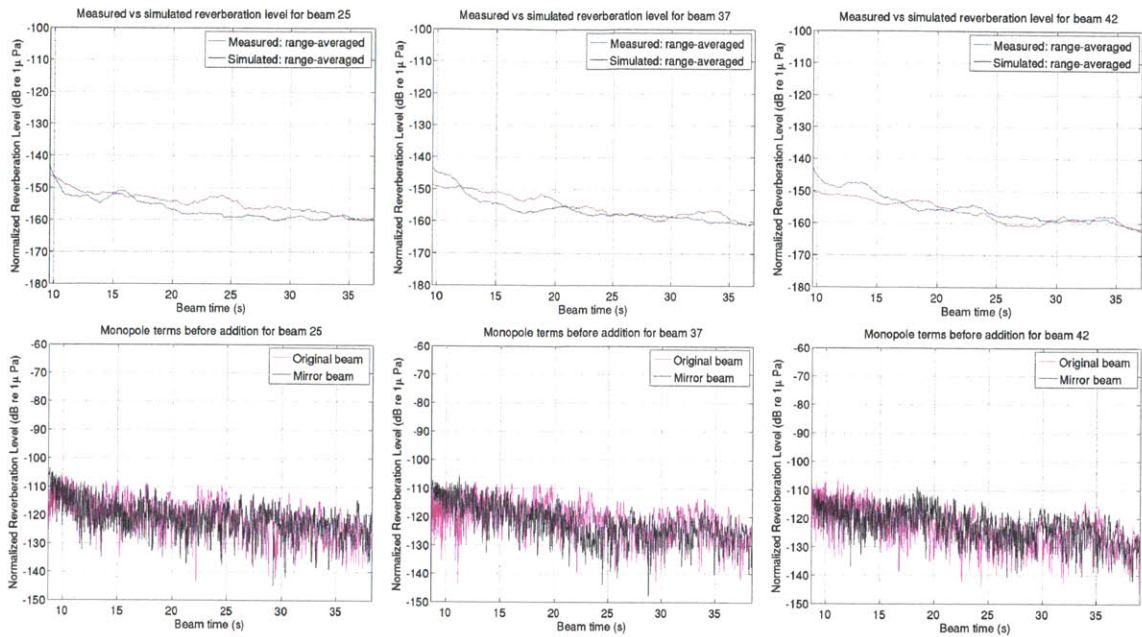 Measured vs simulated reverberation level for beam 25
Normalized Reverberation Level (dB re 1μ Pa)
-100
-110
-120
-130
-140
-150
-160
-170
-180
Measured: range-averaged
Simulated: range-averaged
10 15 20 25 30 35
Beam time (s)
Measured vs simulated reverberation level for beam 37
Normalized Reverberation Level (dB re 1μ Pa)
-100
-110
-120
-130
-140
-150
-160
-170
-180
Measured: range-averaged
Simulated: range-averaged
10 15 20 25 30 35
Beam time (s)
Measured vs simulated reverberation level for beam 42
Normalized Reverberation Level (dB re 1μ Pa)
-100
-110
-120
-130
-140
-150
-160
-170
-180
Measured: range-averaged
Simulated: range-averaged
10 15 20 25 30 35
Beam time (s)
Monopole terms before addition for beam 25
Normalized Reverberation Level (dB re 1μ Pa)
-60
-70
-80
-90
-100
-110
-120
-130
-140
-150
Original beam
Mirror beam
10 15 20 25 30 35
Beam time (s)
Monopole terms before addition for beam 37
Normalized Reverberation Level (dB re 1μ Pa)
-60
-70
-80
-90
-100
-110
-120
-130
-140
-150
Original beam
Mirror beam
10 15 20 25 30 35
Beam time (s)
Monopole terms before addition for beam 42
Normalized Reverberation Level (dB re 1μ Pa)
-60
-70
-80
-90
-100
-110
-120
-130
-140
-150
Original beam
Mirror beam
10 15 20 25 30 35
Beam time (s)